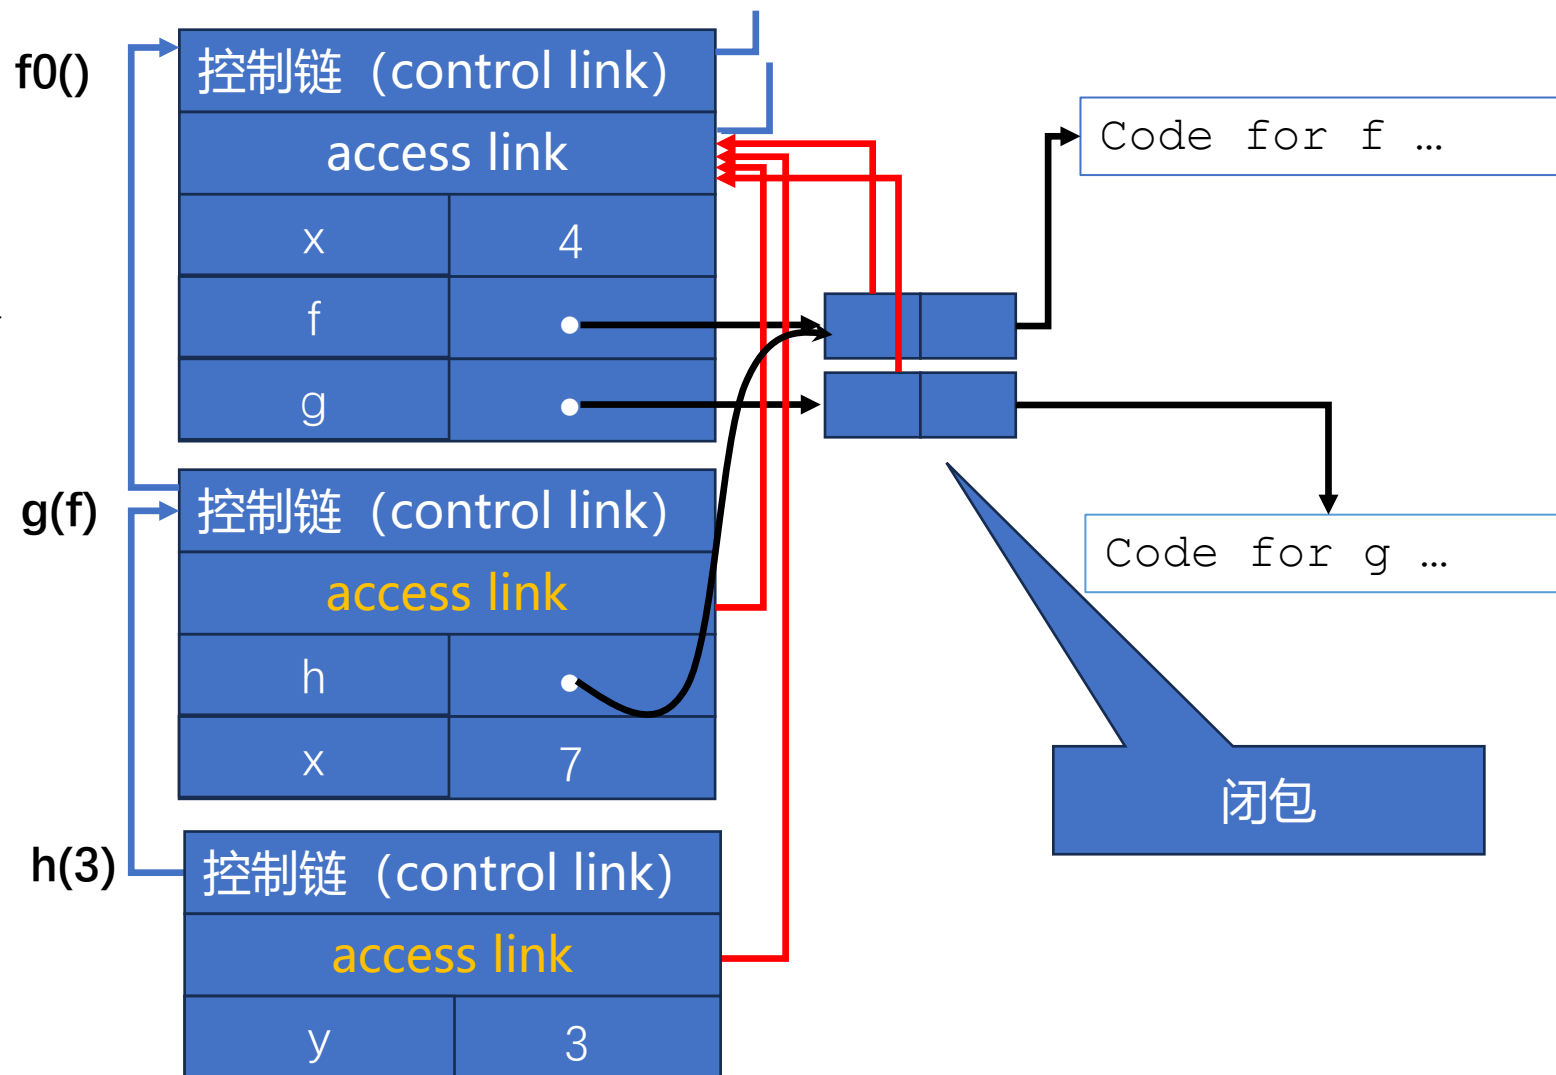 f0()
控制链（control link）
access link
x 4
f
g
Code for f …
g(f)
控制链（control link）
access link
h
x 7
Code for g …
闭包
h(3)
控制链（control link）
access link
y 3